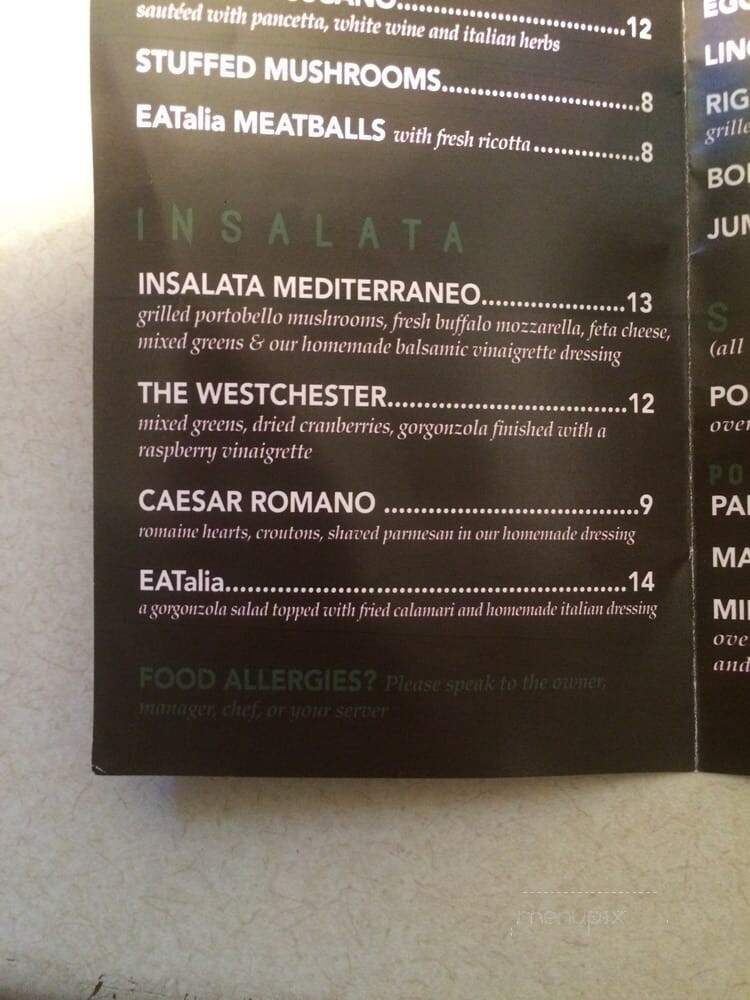 12
sautéed with pancetta, white wine and italian herbs
STUFFED MUSHROOMS........................8
EATalia MEATBALLS with fresh ricotta .............8
INSALATA
INSALATA MEDITERRANEO.................13
grilled portobello mushrooms, fresh buffalo mozzarella, feta cheese,
mixed greens & our homemade balsamic vinaigrette dressing
THE WESTCHESTER............................12
mixed greens, dried cranberries, gorgonzola finished with a
raspberry vinaigrette
CAESAR ROMANO ..............................9
romaine hearts, croutons, shaved parmesan in our homemade dressing
EATalia...............................................14
a gorgonzola salad topped with fried calamari and homemade italian dressing
FOOD ALLERGIES? Please speak to the owner,
manager, chef, or your server
(all
menupix